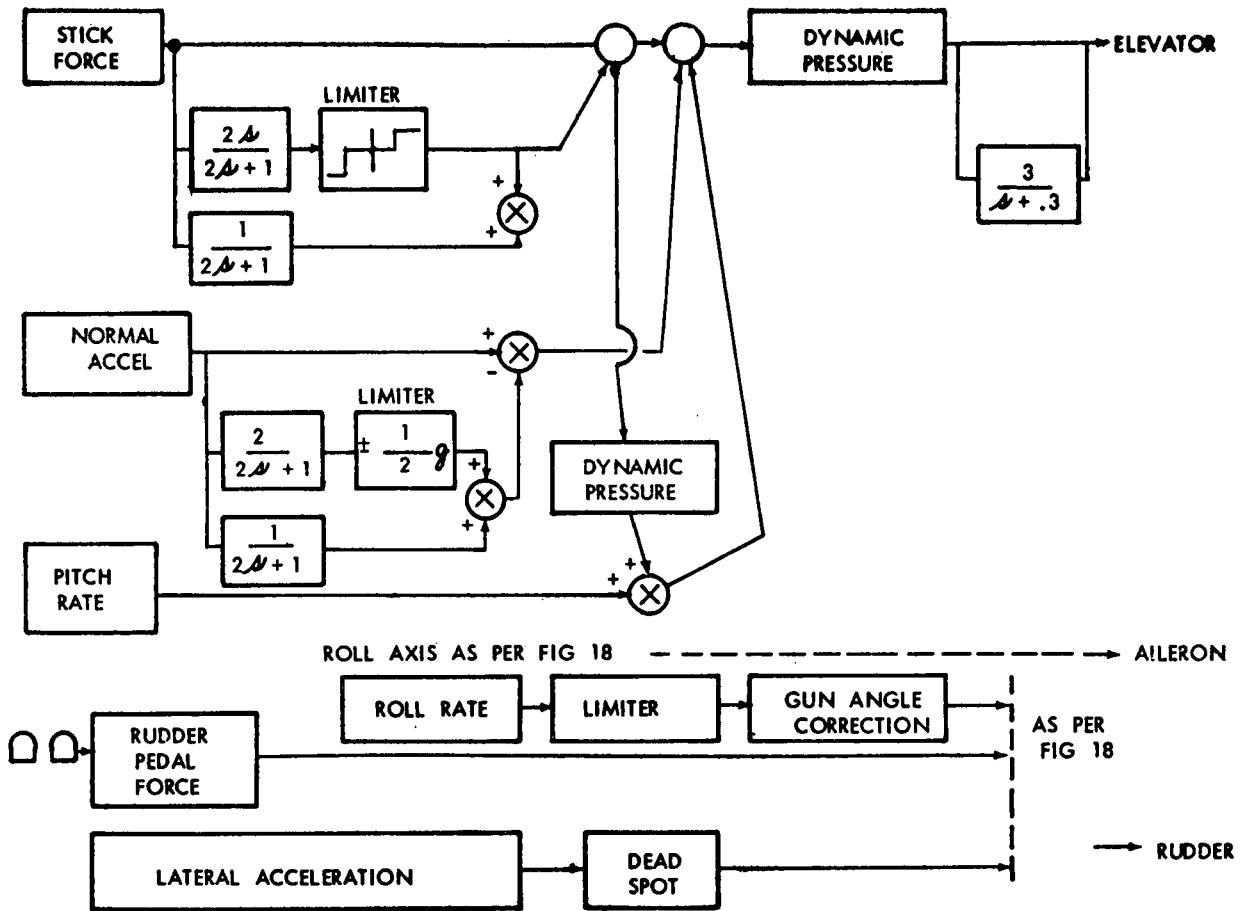 STICK
FORCE
DYNAMIC
PRESSURE
ELEVATOR
LIMITER
2s
2s + 1
+
+
1
2s + 1
3
s + .3
NORMAL
ACCEL
+
-
LIMITER
2
2s + 1
± 1
2 g
+
+
1
2s + 1
DYNAMIC
PRESSURE
PITCH
RATE
+
+
ROLL AXIS AS PER FIG 18
AILERON
ROLL RATE
LIMITER
GUN ANGLE
CORRECTION
AS PER
FIG 18
RUDDER
PEDAL
FORCE
RUDDER
LATERAL ACCELERATION
DEAD
SPOT